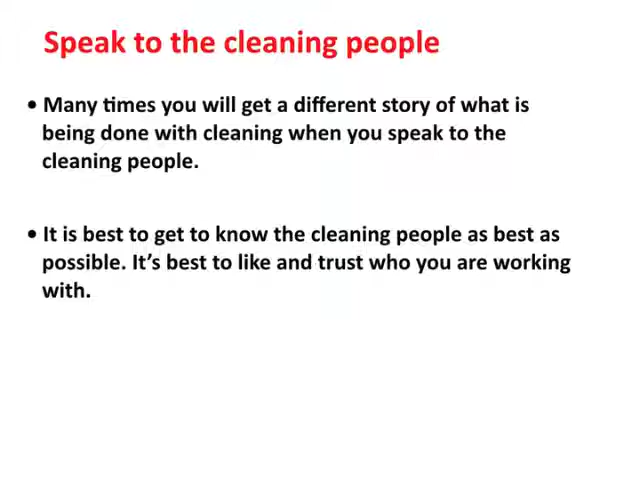 Speak to the cleaning people
• Many times you will get a different story of what is
being done with cleaning when you speak to the
cleaning people.
• It is best to get to know the cleaning people as best as
possible. It’s best to like and trust who you are working
with.